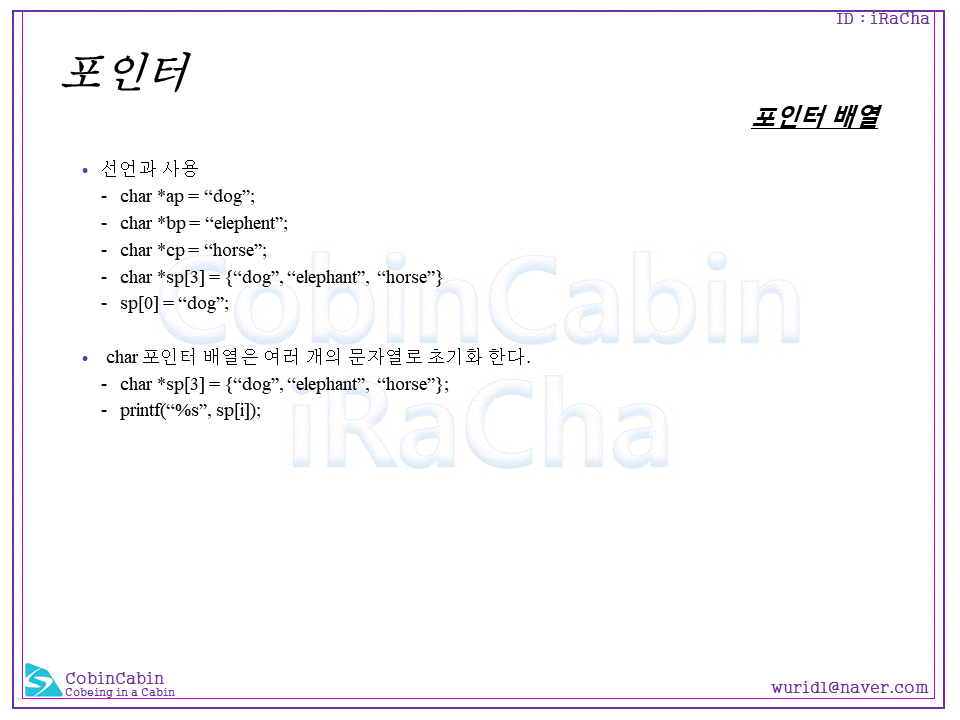 ID : iRaCha
포인터
포인터 배열
• 선언과 사용
- char *ap = “dog”;
- char *bp = “elephent”;
- char *cp = “horse”;
- char *sp[3] = {“dog”, “elephant”, “horse”}
- sp[0] = “dog”;
• char 포인터 배열은 여러 개의 문자열로 초기화 한다.
- char *sp[3] = {“dog”, “elephant”, “horse”};
- printf(“%s”, sp[i]);
CobinCabin
iRaCha
CobinCabin
Cobeing in a Cabin
wuridl@naver.com